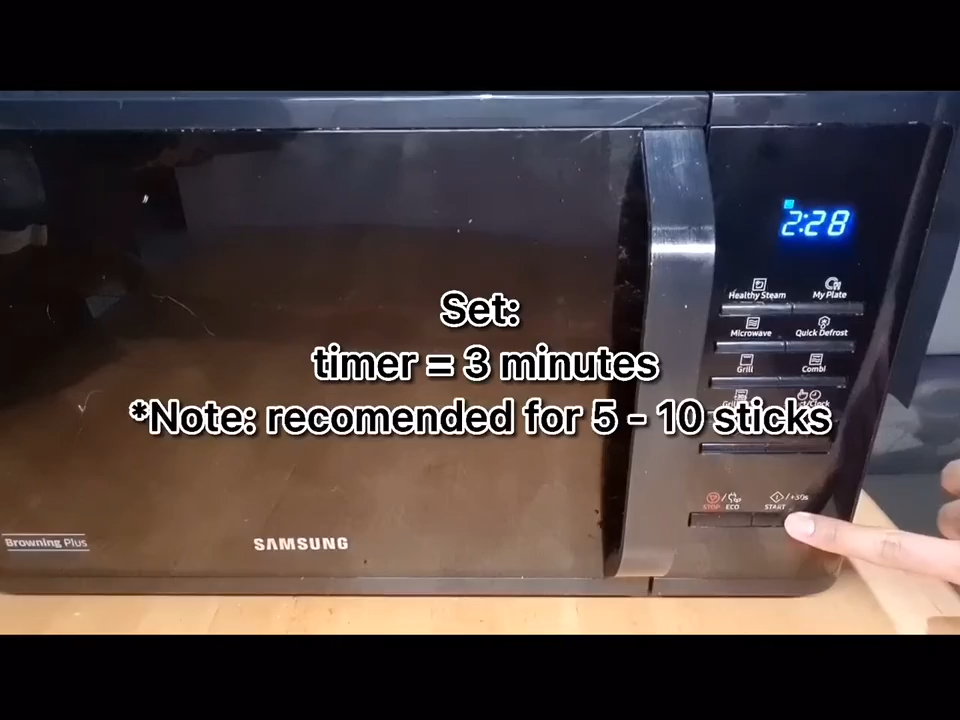 2:28
Healthy Steam
My Plate
Microwave
Quick Defrost
Grill
Combi
Set:
timer = 3 minutes
*Note: recomended for 5 - 10 sticks
STOP / ECO
START / +30s
Browning Plus
SAMSUNG